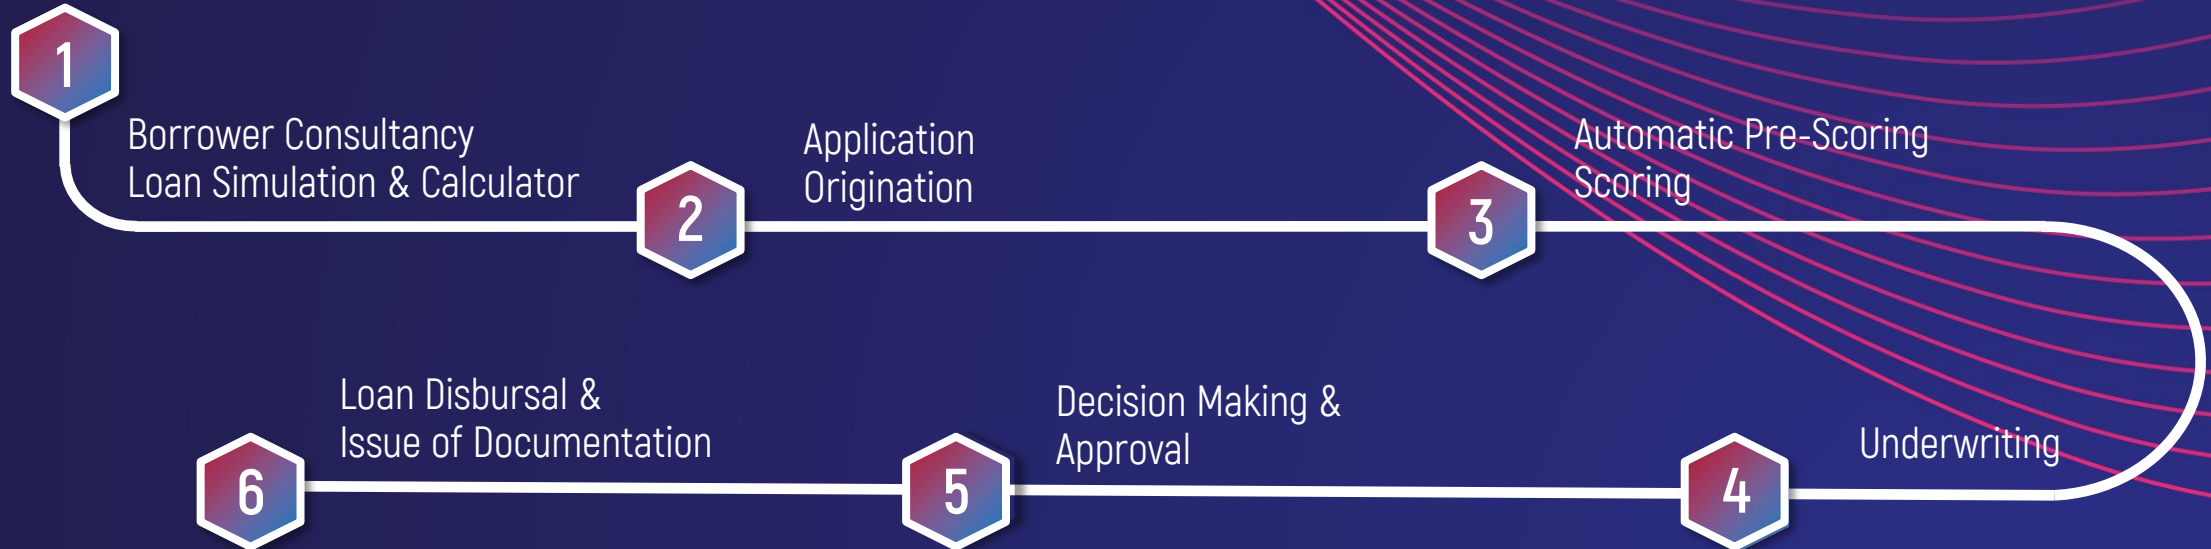 1
Borrower Consultancy
Loan Simulation & Calculator
2
Application
Origination
3
Automatic Pre-Scoring
Scoring
4
Underwriting
5
Decision Making &
Approval
6
Loan Disbursal &
Issue of Documentation